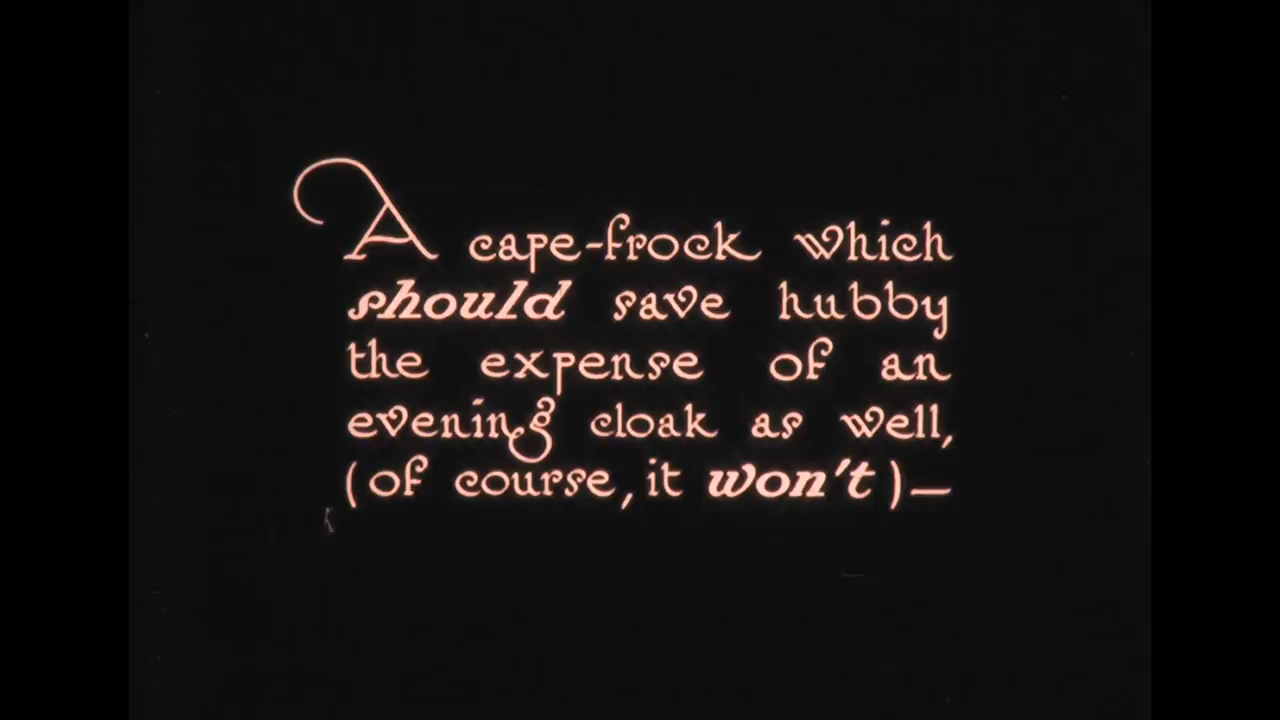 A cape-frock which
should save hubby
the expense of an
evening cloak as well,
(of course, it won't)—